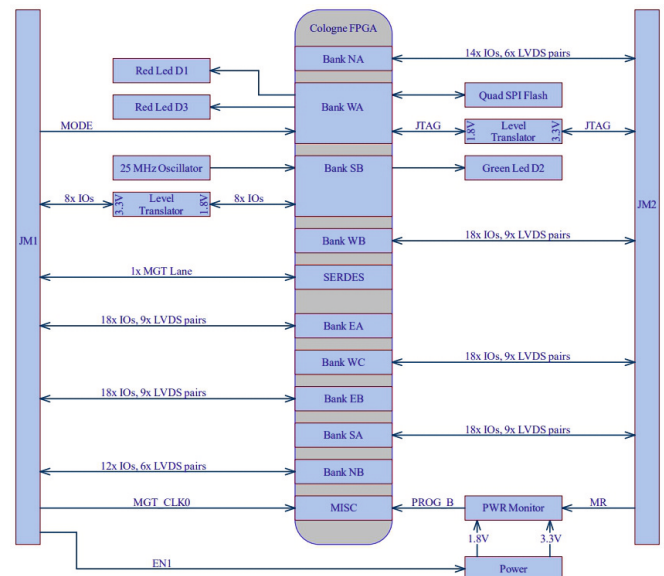 Cologne FPGA
Bank NA
14x IOs, 6x LVDS pairs
Red Led D1
Bank WA
Quad SPI Flash
Red Led D3
MODE
JTAG
1.8V
Level
Translator
3.3V
JTAG
25 MHz Oscillator
Bank SB
Green Led D2
8x IOs
3.3V
Level
Translator
1.8V
8x IOs
JM1
JM2
Bank WB
18x IOs, 9x LVDS pairs
1x MGT Lane
SERDES
18x IOs, 9x LVDS pairs
Bank EA
Bank WC
18x IOs, 9x LVDS pairs
18x IOs, 9x LVDS pairs
Bank EB
Bank SA
18x IOs, 9x LVDS pairs
12x IOs, 6x LVDS pairs
Bank NB
MGT_CLK0
MISC
PROG_B
PWR Monitor
MR
1.8V
3.3V
EN1
Power